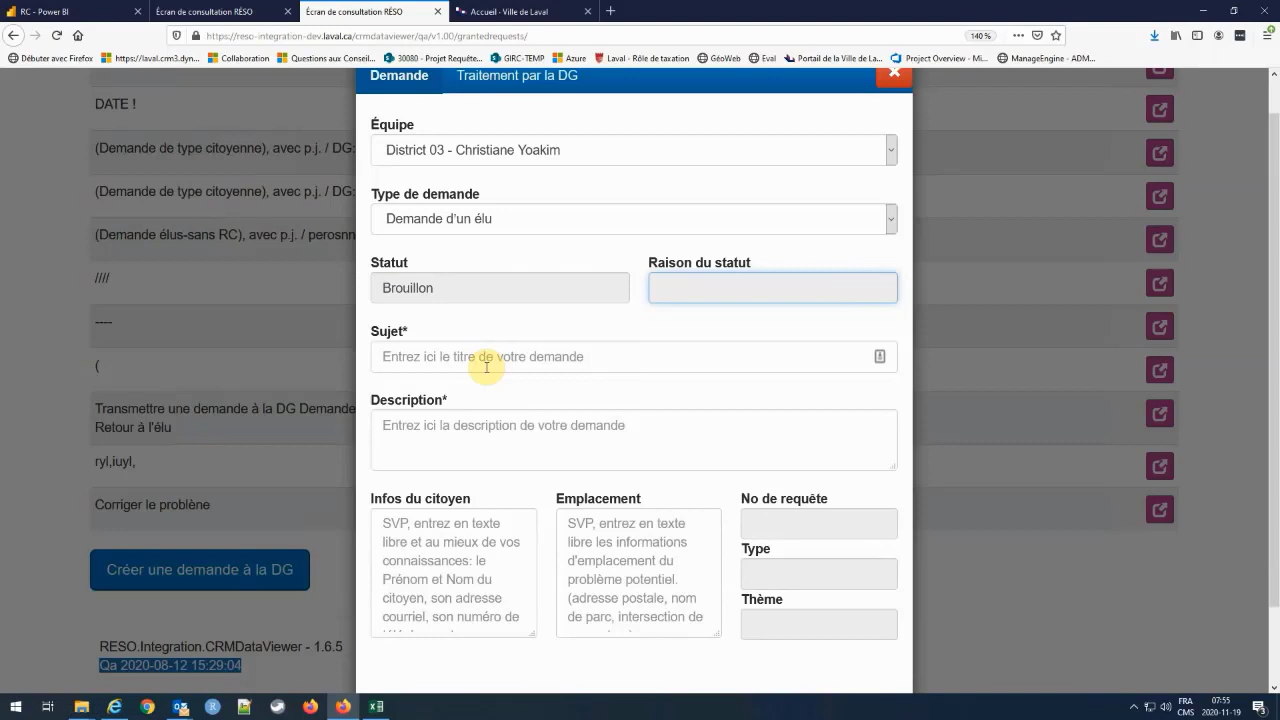 RC - Power BI
Écran de consultation RÉSO
Écran de consultation RÉSO
Accueil - Ville de Laval
https://reso-integration-dev.laval.ca/crmdataviewer/qa/v1.00/grantedrequests/
140 %
Débuter avec Firefox
https://laval.crm3.dyn...
Collaboration
Questions aux Conseil...
30080 - Projet Requête...
GIRC-TEMP
Azure
Laval - Rôle de taxation
GéoWeb
Eval
Portail de la Ville de La...
Project Overview - Mi...
ManageEngine - ADM...
Demande
Traitement par la DG
DATE !
(Demande de type citoyenne), avec p.j. / DG:
(Demande de type citoyenne), avec p.j. / DG:
(Demande élus-sans RC), avec p.j. / perosnn
////
----
(
Transmettre une demande à la DG Demande
Retour à l'élu
ryl,iuyl,
Corriger le problène
Créer une demande à la DG
RESO.Integration.CRMDataViewer - 1.6.5
Qa 2020-08-12 15:29:04
Équipe
District 03 - Christiane Yoakim
Type de demande
Demande d'un élu
Statut
Raison du statut
Brouillon
Sujet*
Entrez ici le titre de votre demande
Description*
Entrez ici la description de votre demande
Infos du citoyen
SVP, entrez en texte
libre et au mieux de vos
connaissances: le
Prénom et Nom du
citoyen, son adresse
courriel, son numéro de
Emplacement
SVP, entrez en texte
libre les informations
d'emplacement du
problème potentiel.
(adresse postale, nom
de parc, intersection de
No de requête
Type
Thème
FRA
CMS
07:55
2020-11-19
3